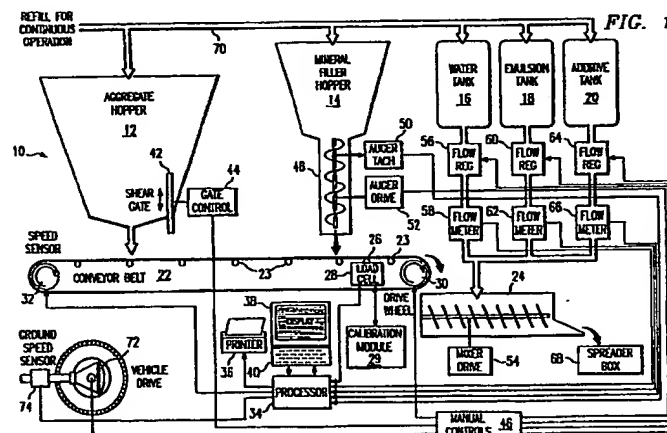 REFILL FOR
CONTINUOUS
OPERATION
70
FIG. 1
AGGREGATE
HOPPER
12
MINERAL
FILLER
HOPPER
14
WATER
TANK
16
EMULSION
TANK
18
ADDITIVE
TANK
20
10
42
SHEAR
GATE
44
GATE
CONTROL
48
50
AUGER
TACH
AUGER
DRIVE
52
56
FLOW
REG
60
FLOW
REG
64
FLOW
REG
58
FLOW
METER
62
FLOW
METER
66
FLOW
METER
SPEED
SENSOR
32
CONVEYOR BELT 22
23
26
23
28
LOAD
CELL
30
DRIVE
WHEEL
24
MIXER
DRIVE
54
68
SPREADER
BOX
CALIBRATION
MODULE
29
38
DISPLAY
PRINTER
36
40
PROCESSOR
34
GROUND
SPEED
SENSOR
72
VEHICLE
DRIVE
74
MANUAL
CONTROLS
46